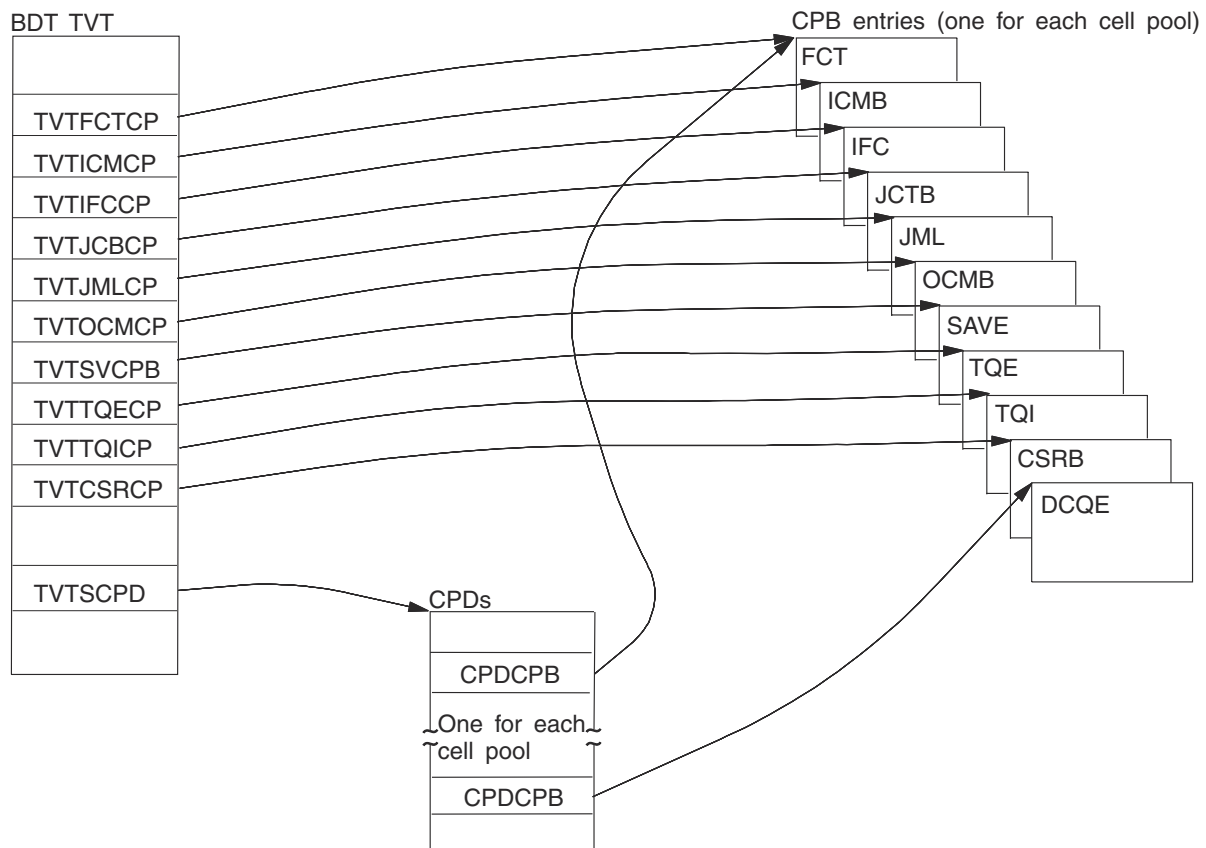 BDT TVT
TVTFCTCP
TVTICMCP
TVTIFCCP
TVTJCBCP
TVTJMLCP
TVTOCMCP
TVTSVCPB
TVTTQECP
TVTTQICP
TVTCSRCP
TVTSCPD
CPDs
CPDCPB
One for each
cell pool
CPDCPB
CPB entries (one for each cell pool)
FCT
ICMB
IFC
JCTB
JML
OCMB
SAVE
TQE
TQI
CSRB
DCQE